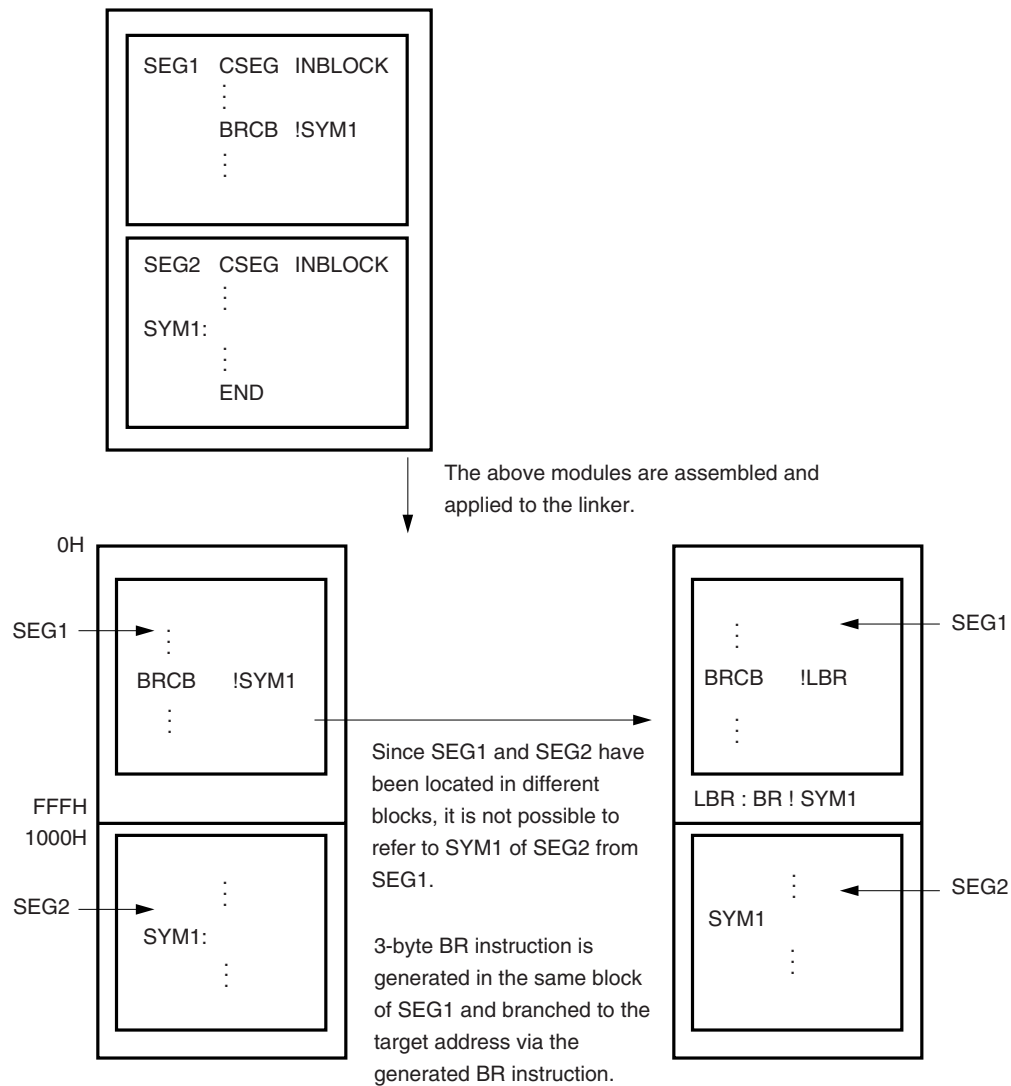 SEG1 CSEG INBLOCK
⋮
BRCB !SYM1
⋮
SEG2 CSEG INBLOCK
⋮
SYM1:
⋮
END
The above modules are assembled and
applied to the linker.
0H
SEG1
⋮
BRCB !SYM1
⋮
FFFH
1000H
SEG2
⋮
SYM1:
⋮
Since SEG1 and SEG2 have
been located in different
blocks, it is not possible to
refer to SYM1 of SEG2 from
SEG1.
3-byte BR instruction is
generated in the same block
of SEG1 and branched to the
target address via the
generated BR instruction.
⋮
SEG1
BRCB !LBR
⋮
LBR : BR ! SYM1
⋮
SEG2
SYM1
⋮